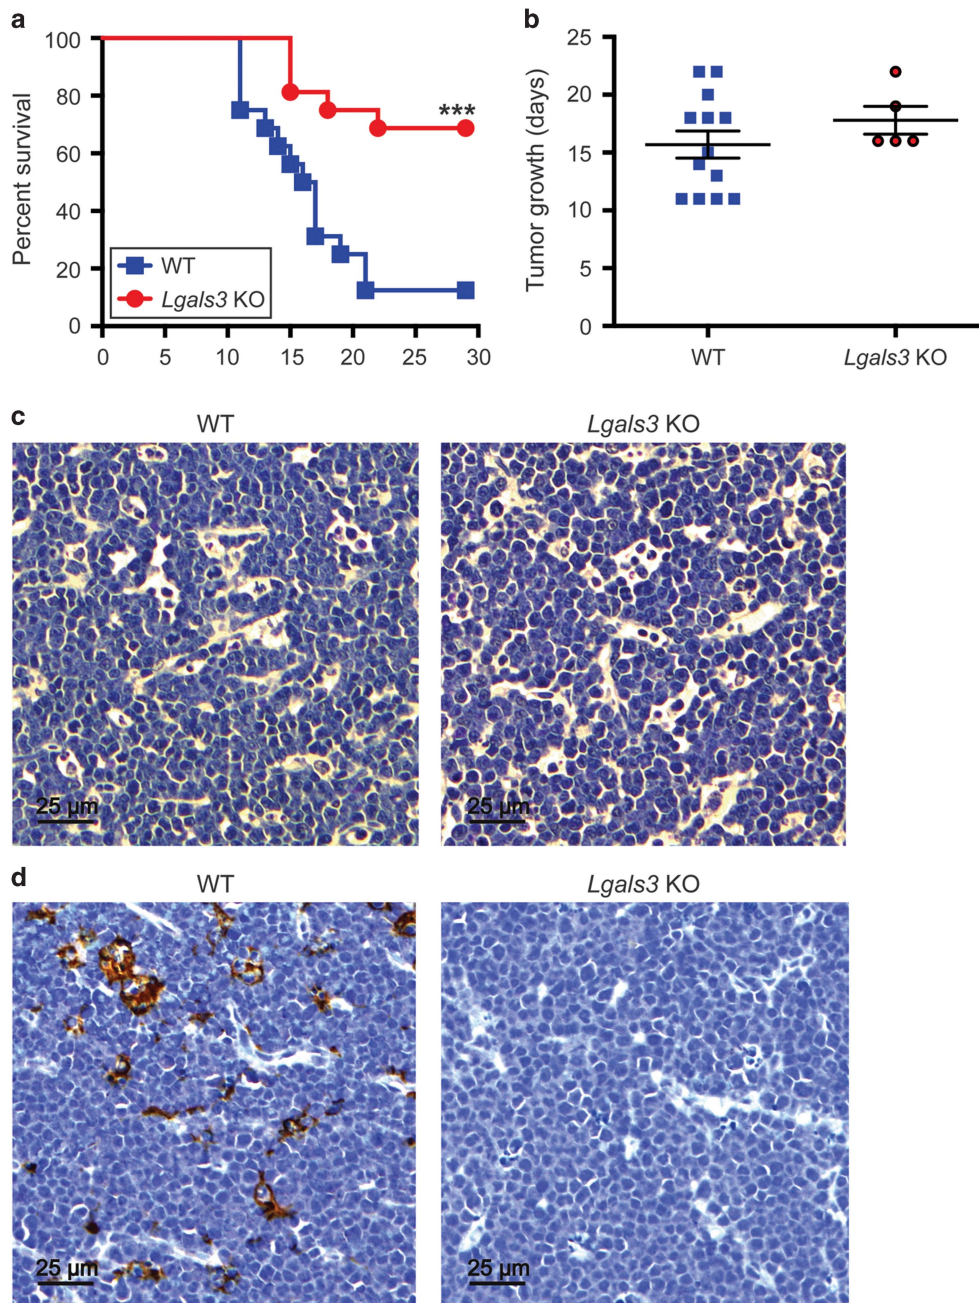 a
Percent survival
100
80
60
40
20
0
0 5 10 15 20 25 30
***
WT
Lgals3 KO
b
Tumor growth (days)
25
20
15
10
5
0
WT Lgals3 KO
c
WT Lgals3 KO
25 µm 25 µm
d
WT Lgals3 KO
25 µm 25 µm